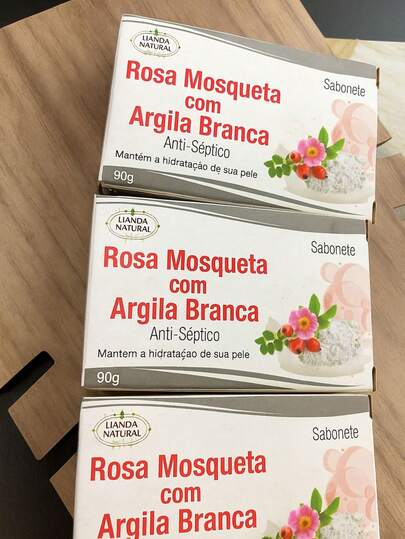 LIANDA
NATURAL
Sabonete
Rosa Mosqueta
com
Argila Branca
Anti-Séptico
Mantém a hidratação de sua pele
90g
LIANDA
NATURAL
Sabonete
Rosa Mosqueta
com
Argila Branca
Anti-Séptico
Mantem a hidratação de sua pele
90g
LIANDA
NATURAL
Sabonete
Rosa Mosqueta
com
Argila Branca